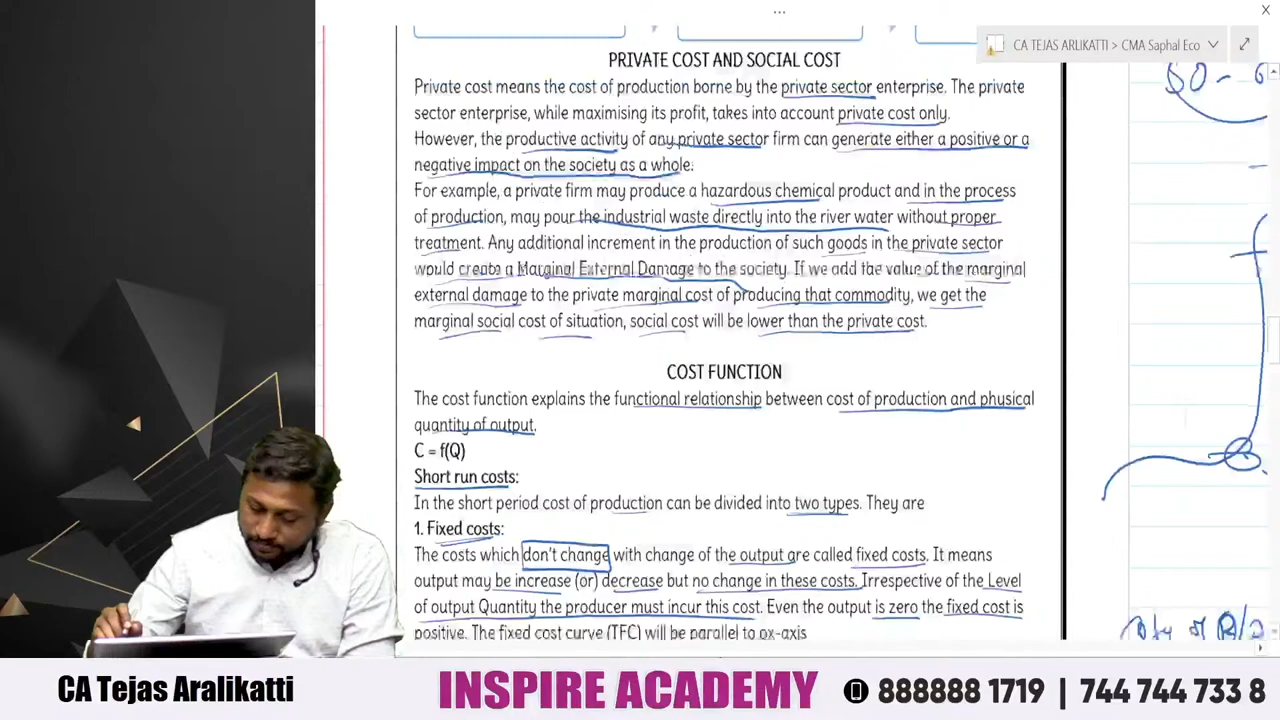 ...
CA TEJAS ARLIKATTI > CMA Saphal Eco
PRIVATE COST AND SOCIAL COST
Private cost means the cost of production borne by the private sector enterprise. The private
sector enterprise, while maximising its profit, takes into account private cost only.
However, the productive activity of any private sector firm can generate either a positive or a
negative impact on the society as a whole.
For example, a private firm may produce a hazardous chemical product and in the process
of production, may pour the industrial waste directly into the river water without proper
treatment. Any additional increment in the production of such goods in the private sector
would create a Marginal External Damage to the society. If we add the value of the marginal
external damage to the private marginal cost of producing that commodity, we get the
marginal social cost of situation, social cost will be lower than the private cost.
COST FUNCTION
The cost function explains the functional relationship between cost of production and physical
quantity of output.
C = f(Q)
Short run costs:
In the short period cost of production can be divided into two types. They are
1. Fixed costs:
The costs which don't change with change of the output are called fixed costs. It means
output may be increase (or) decrease but no change in these costs. Irrespective of the Level
of output Quantity the producer must incur this cost. Even the output is zero the fixed cost is
positive. The fixed cost curve (TFC) will be parallel to ox-axis
50 -
CA Tejas Aralikatti
INSPIRE ACADEMY
888888 1719 | 744 744 733 8